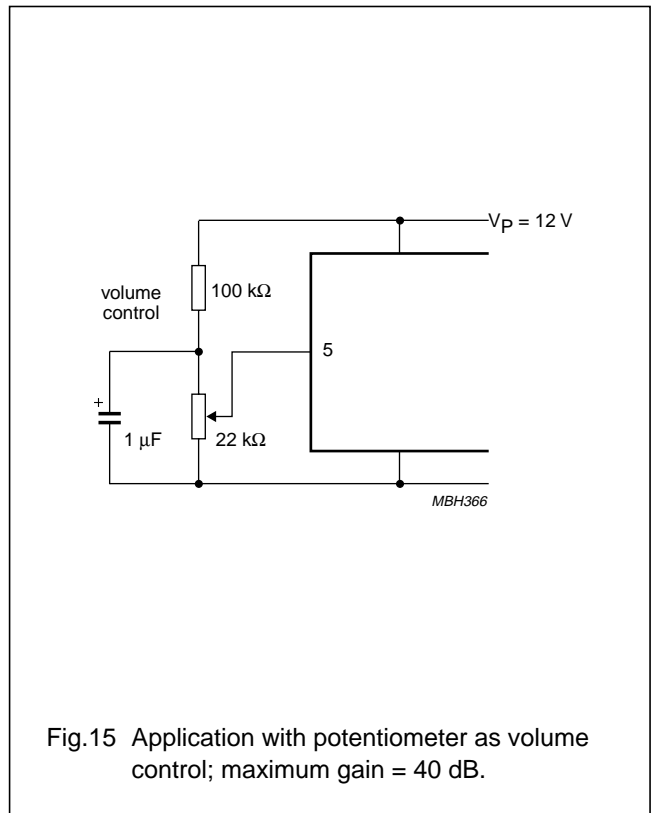 V_P = 12 V
volume
control
100 kΩ
5
+
1 μF
22 kΩ
MBH366
Fig.15 Application with potentiometer as volume
control; maximum gain = 40 dB.